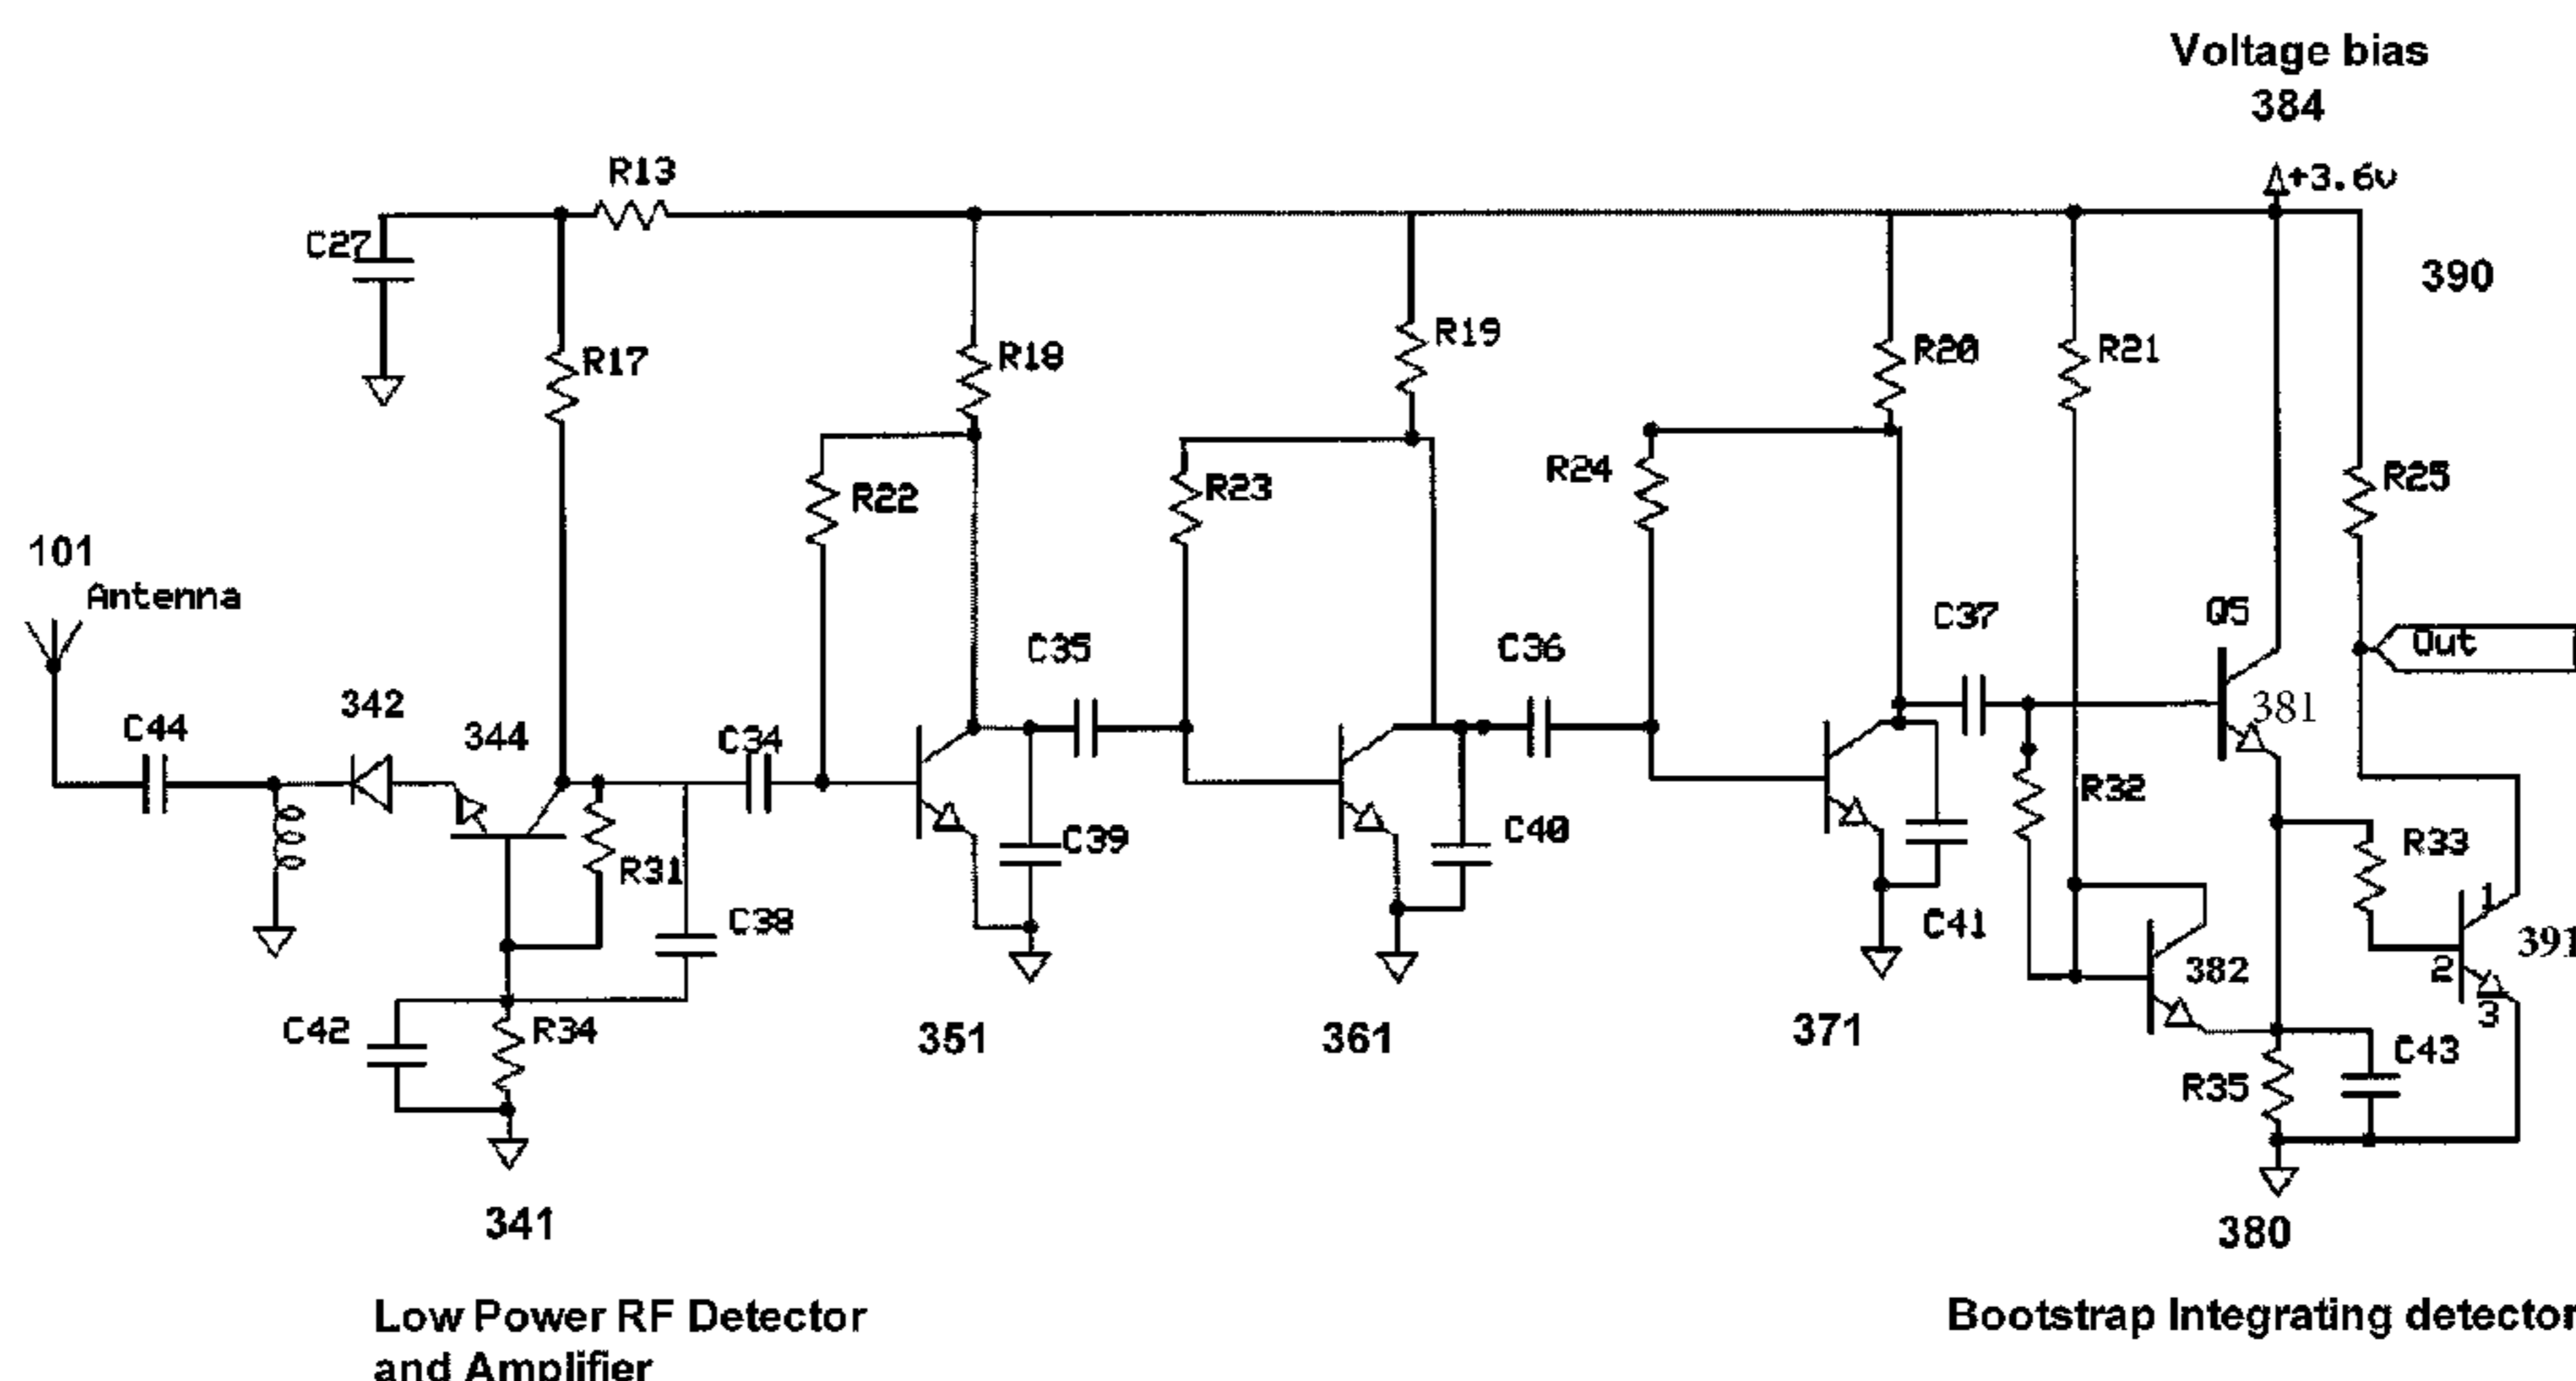 Voltage bias
384
+3.6v
R13
C27
390
R17
R18
R19
R20
R21
R22
R23
R24
R25
101
Antenna
C44
342
344
C34
C35
C36
C37
Q5
381
Out
R31
C38
C39
C40
C41
R32
382
R33
1
2
3
391
C42
R34
C43
R35
351
361
371
341
380
Low Power RF Detector
and Amplifier
Bootstrap Integrating detector